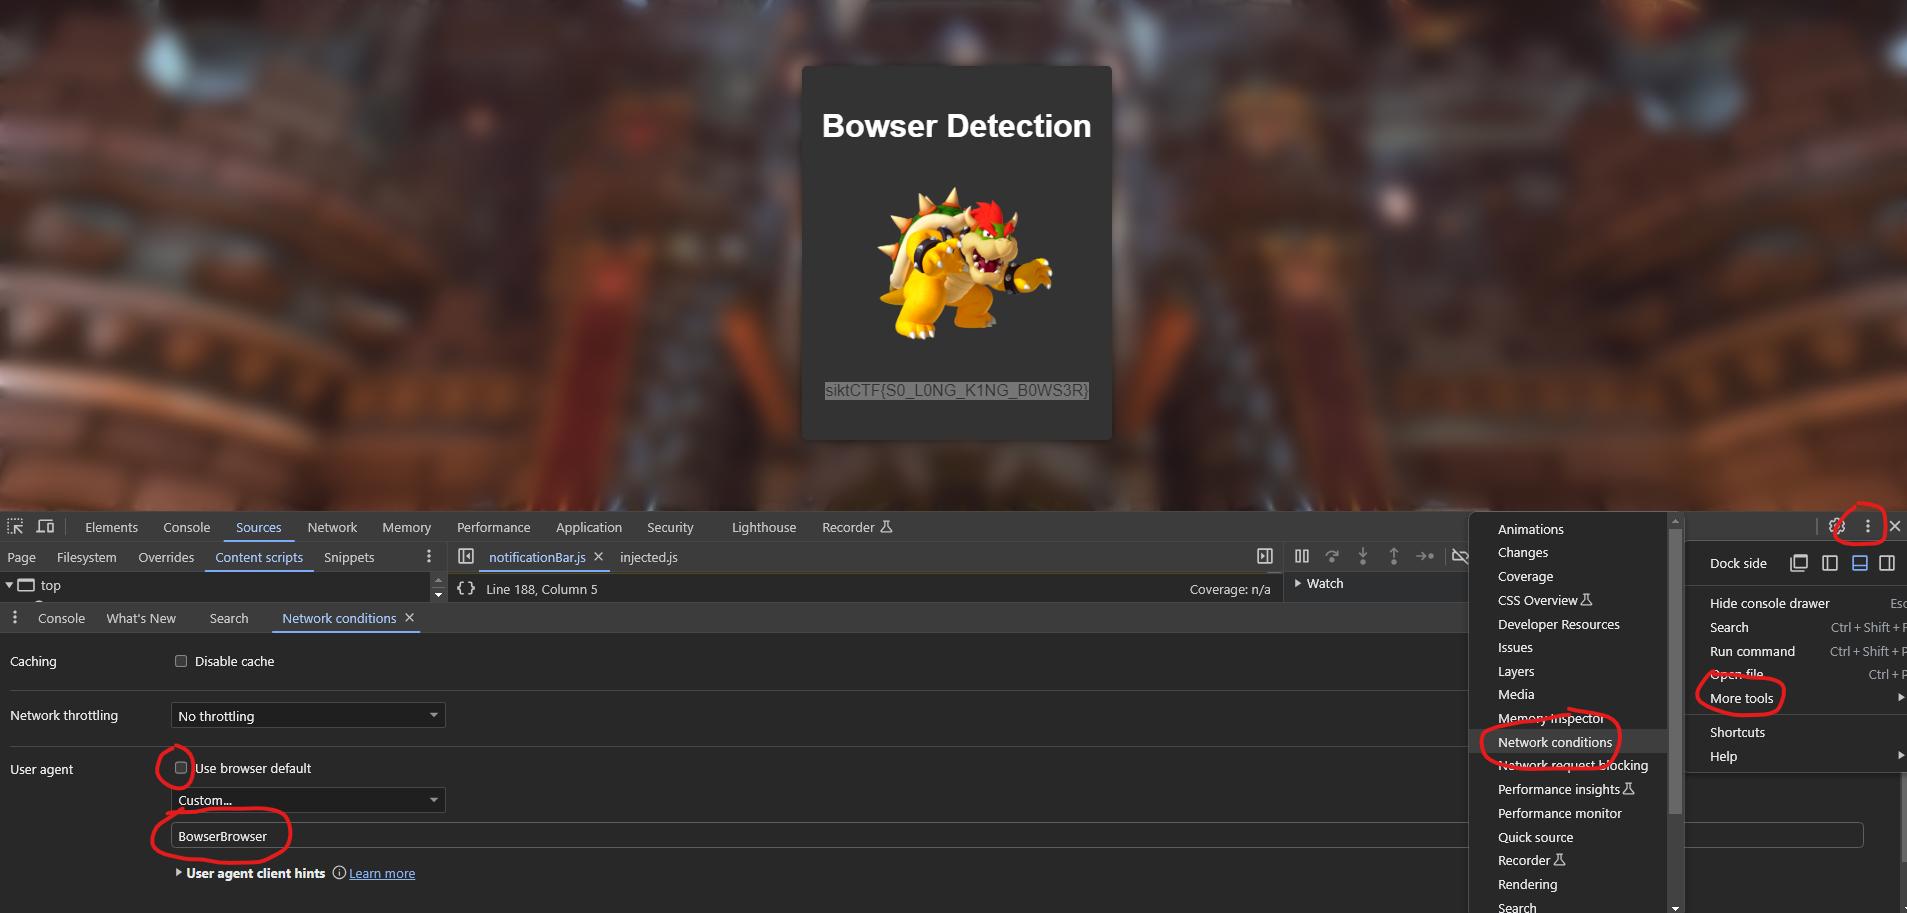 Bowser Detection
siktCTF{S0_L0NG_K1NG_B0WS3R}
Elements Console Sources Network Memory Performance Application Security Lighthouse Recorder
Page Filesystem Overrides Content scripts Snippets notificationBar.js injected.js
top
{ } Line 188, Column 5 Coverage: n/a
Watch
Console What's New Search Network conditions
Caching Disable cache
Network throttling No throttling
User agent Use browser default
Custom...
BowserBrowser
User agent client hints Learn more
Animations
Changes
Coverage
CSS Overview
Developer Resources
Issues
Layers
Media
Memory Inspector
Network conditions
Network request blocking
Performance insights
Performance monitor
Quick source
Recorder
Rendering
Search
Dock side
Hide console drawer Esc
Search Ctrl + Shift + F
Run command Ctrl + Shift + P
Open file Ctrl + P
More tools
Shortcuts
Help